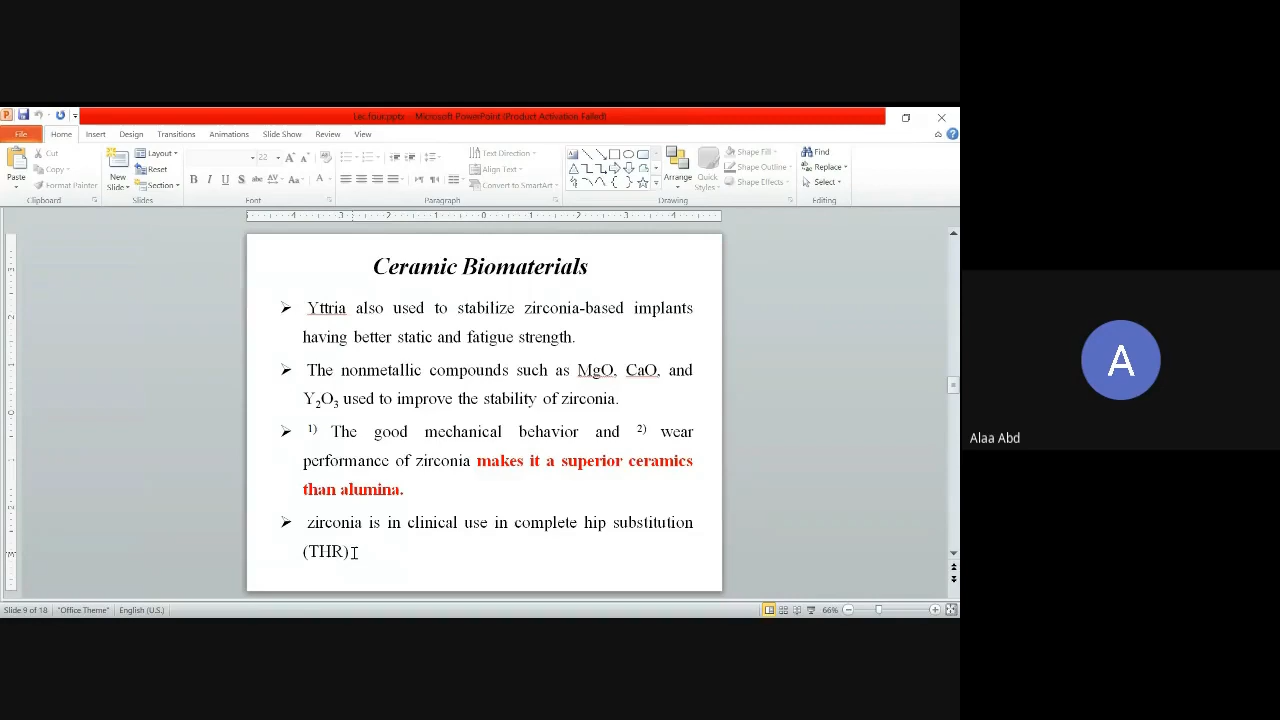 Lec.four.pptx - Microsoft PowerPoint (Product Activation Failed)
File Home Insert Design Transitions Animations Slide Show Review View
Cut
Copy
Format Painter
Paste
Clipboard
New
Slide
Layout
Reset
Section
Slides
22
Font
Text Direction
Align Text
Convert to SmartArt
Paragraph
Arrange
Quick
Styles
Shape Fill
Shape Outline
Shape Effects
Drawing
Find
Replace
Select
Editing
Ceramic Biomaterials
➢ Yttria also used to stabilize zirconia-based implants
having better static and fatigue strength.
➢ The nonmetallic compounds such as MgO, CaO, and
Y₂O₃ used to improve the stability of zirconia.
➢ ¹⁾ The good mechanical behavior and ²⁾ wear
performance of zirconia makes it a superior ceramics
than alumina.
➢ zirconia is in clinical use in complete hip substitution
(THR)
Slide 9 of 18 "Office Theme" English (U.S.) 66%
A
Alaa Abd